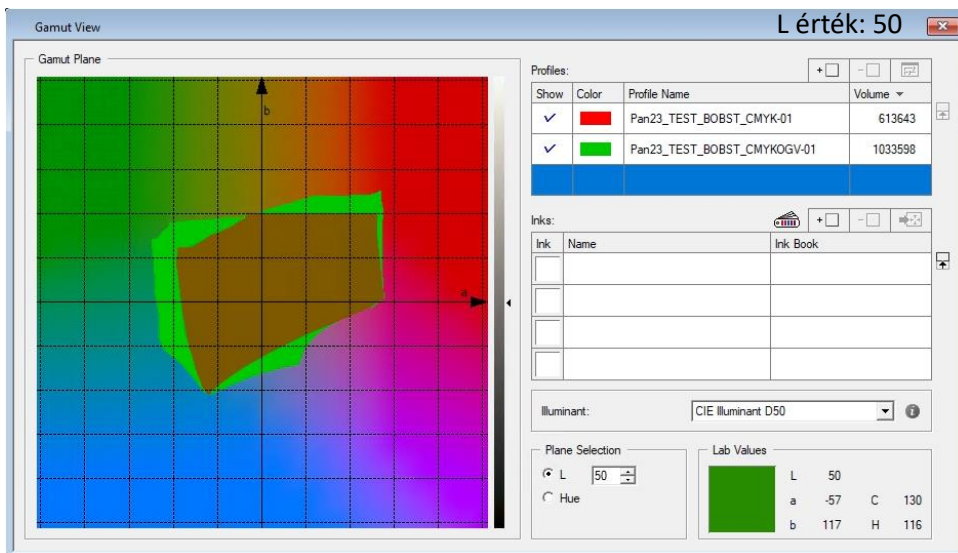 Gamut View
L érték: 50
Gamut Plane
b
a
Profiles:
Show Color Profile Name Volume
Pan23_TEST_BOBST_CMYK-01 613643
Pan23_TEST_BOBST_CMYKOGV-01 1033598
Inks:
Ink Name Ink Book
Illuminant: CIE Illuminant D50
Plane Selection
L 50
Hue
Lab Values
L 50
a -57 C 130
b 117 H 116